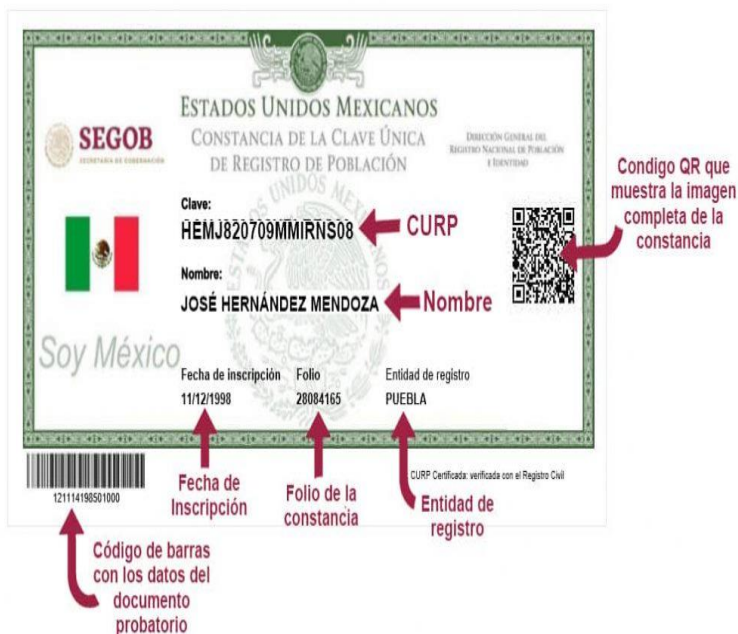 ESTADOS UNIDOS MEXICANOS
CONSTANCIA DE LA CLAVE ÚNICA
DE REGISTRO DE POBLACIÓN
SEGOB
SECRETARÍA DE GOBERNACIÓN
DIRECCIÓN GENERAL DEL
REGISTRO NACIONAL DE POBLACIÓN
E IDENTIDAD
Condigo QR que
muestra la imagen
completa de la
constancia
Clave:
HEMJ820709MMIRNS08
CURP
Nombre:
JOSÉ HERNÁNDEZ MENDOZA
Nombre
Soy México
Fecha de inscripción Folio Entidad de registro
11/12/1998 28084165 PUEBLA
121114198501000
CURP Certificada: verificada con el Registro Civil
Fecha de
Inscripción
Folio de la
constancia
Entidad de
registro
Código de barras
con los datos del
documento
probatorio